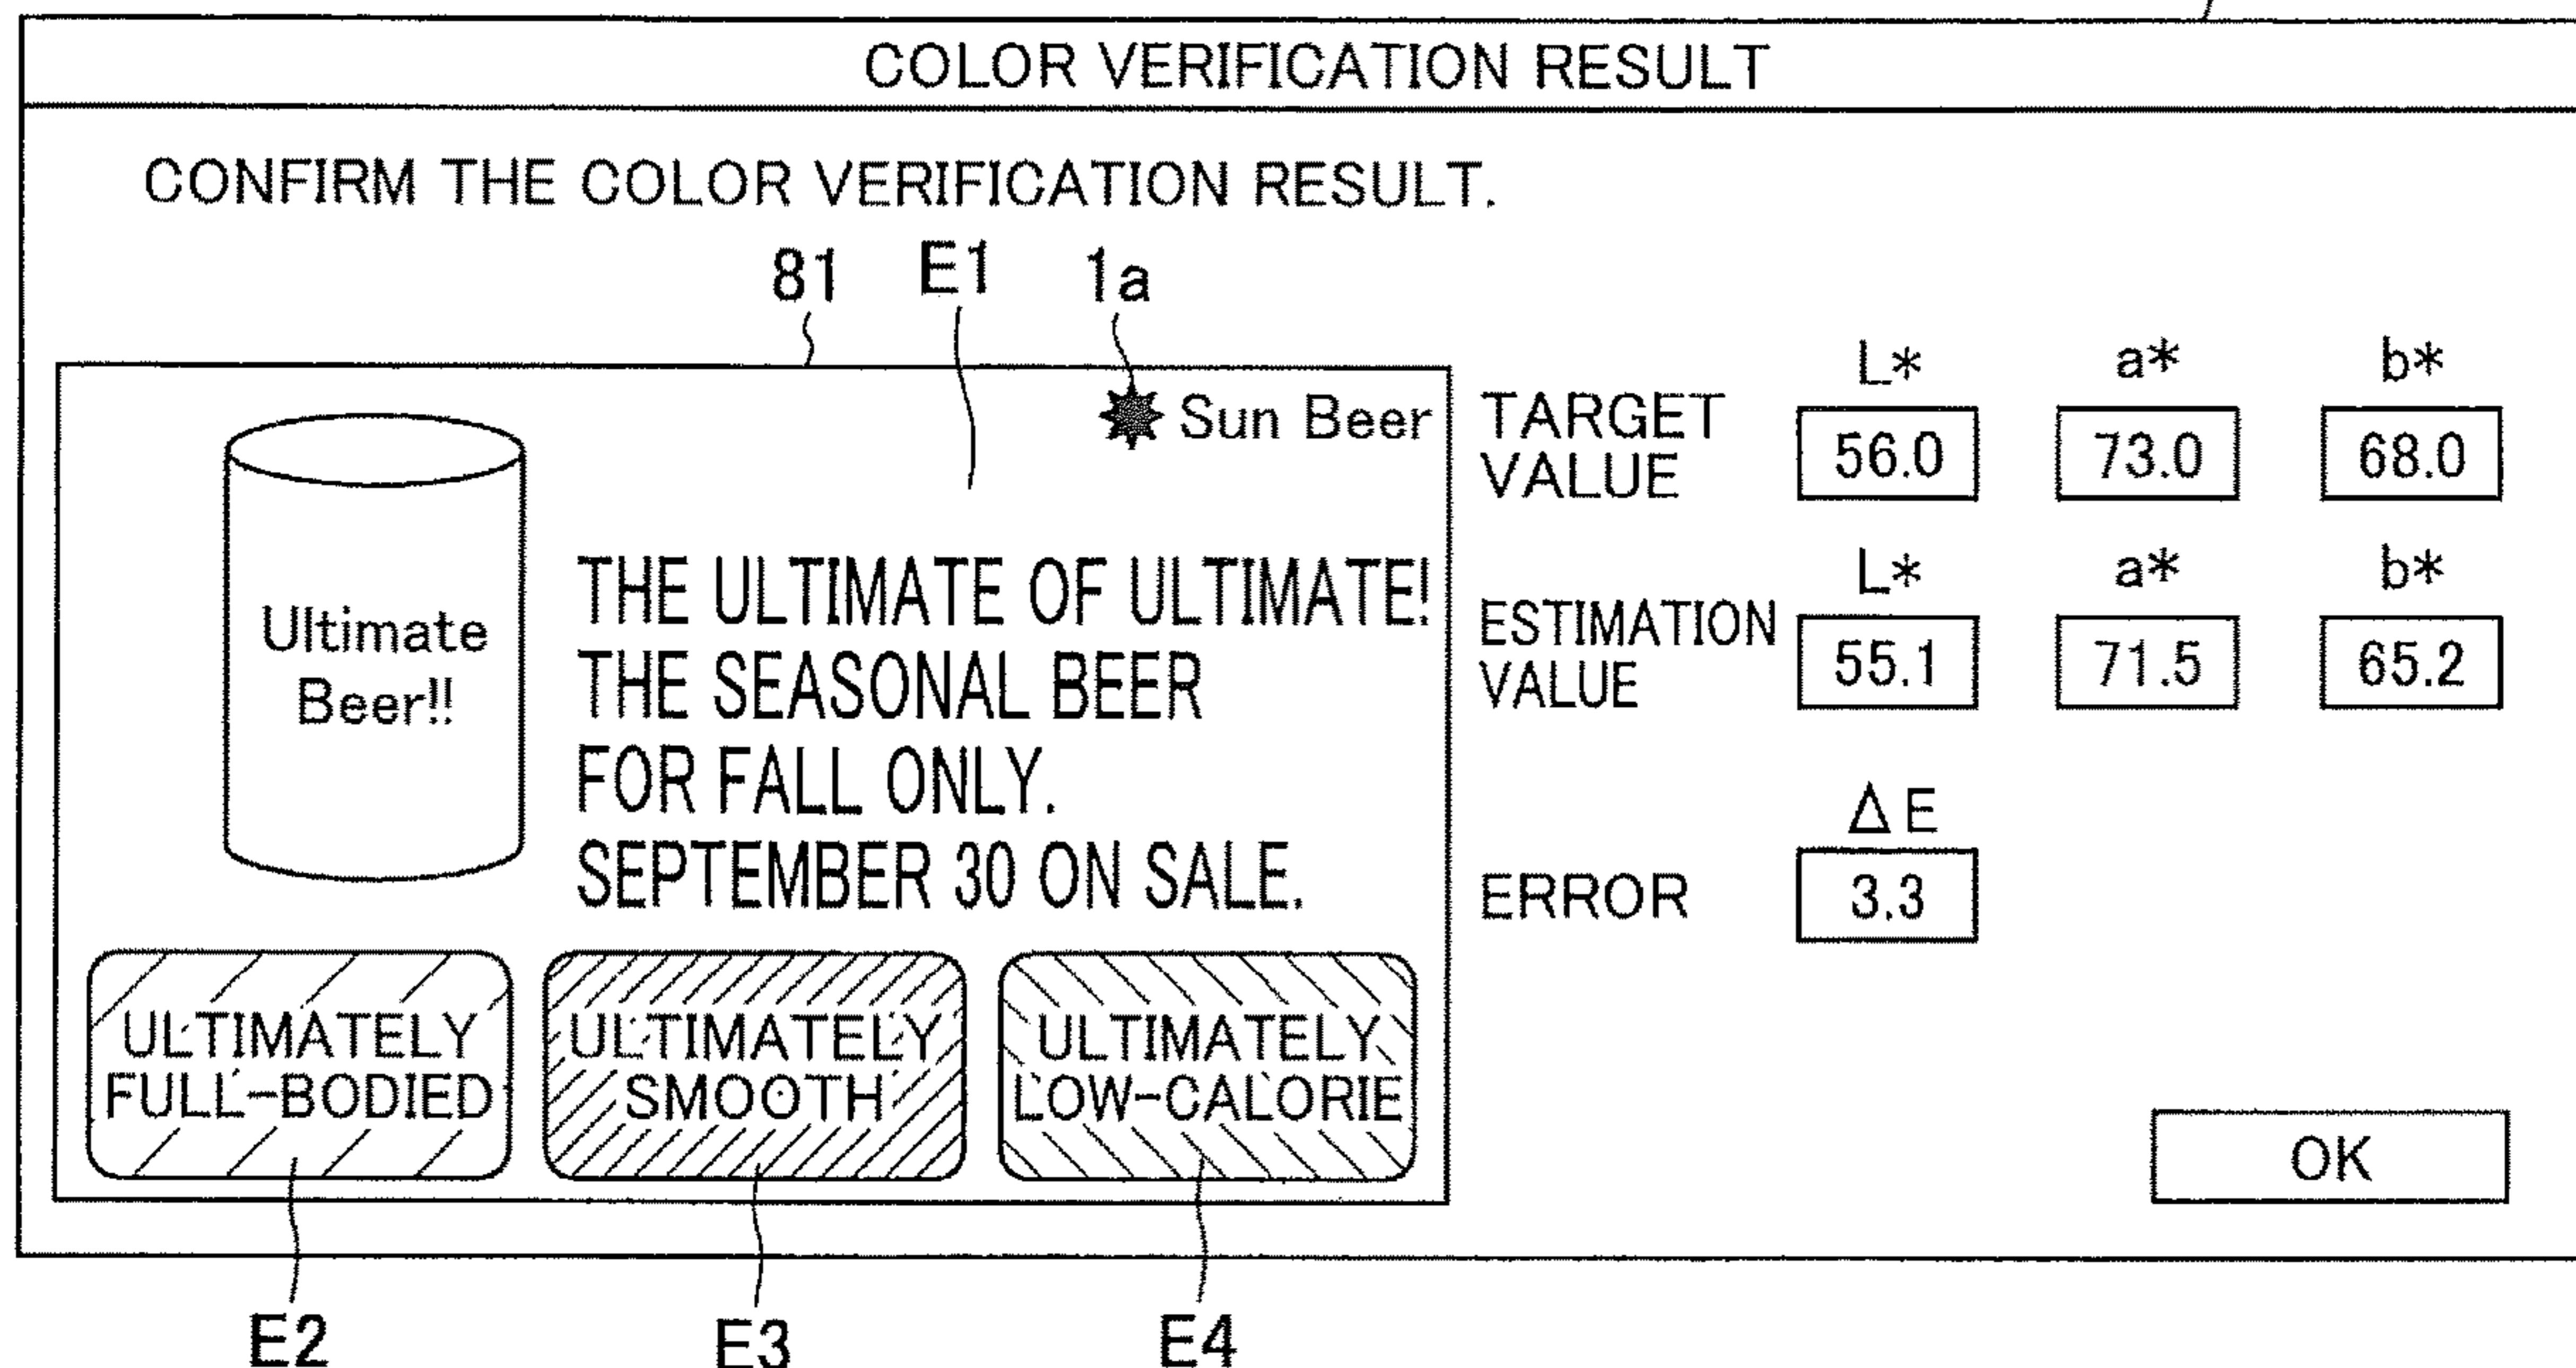 COLOR VERIFICATION RESULT
CONFIRM THE COLOR VERIFICATION RESULT.
81 E1 1a
Sun Beer
Ultimate
Beer!!
THE ULTIMATE OF ULTIMATE!
THE SEASONAL BEER
FOR FALL ONLY.
SEPTEMBER 30 ON SALE.
ULTIMATELY
FULL-BODIED
ULTIMATELY
SMOOTH
ULTIMATELY
LOW-CALORIE
L* a* b*
TARGET
VALUE
56.0 73.0 68.0
L* a* b*
ESTIMATION
VALUE
55.1 71.5 65.2
ΔE
ERROR 3.3
OK
E2 E3 E4